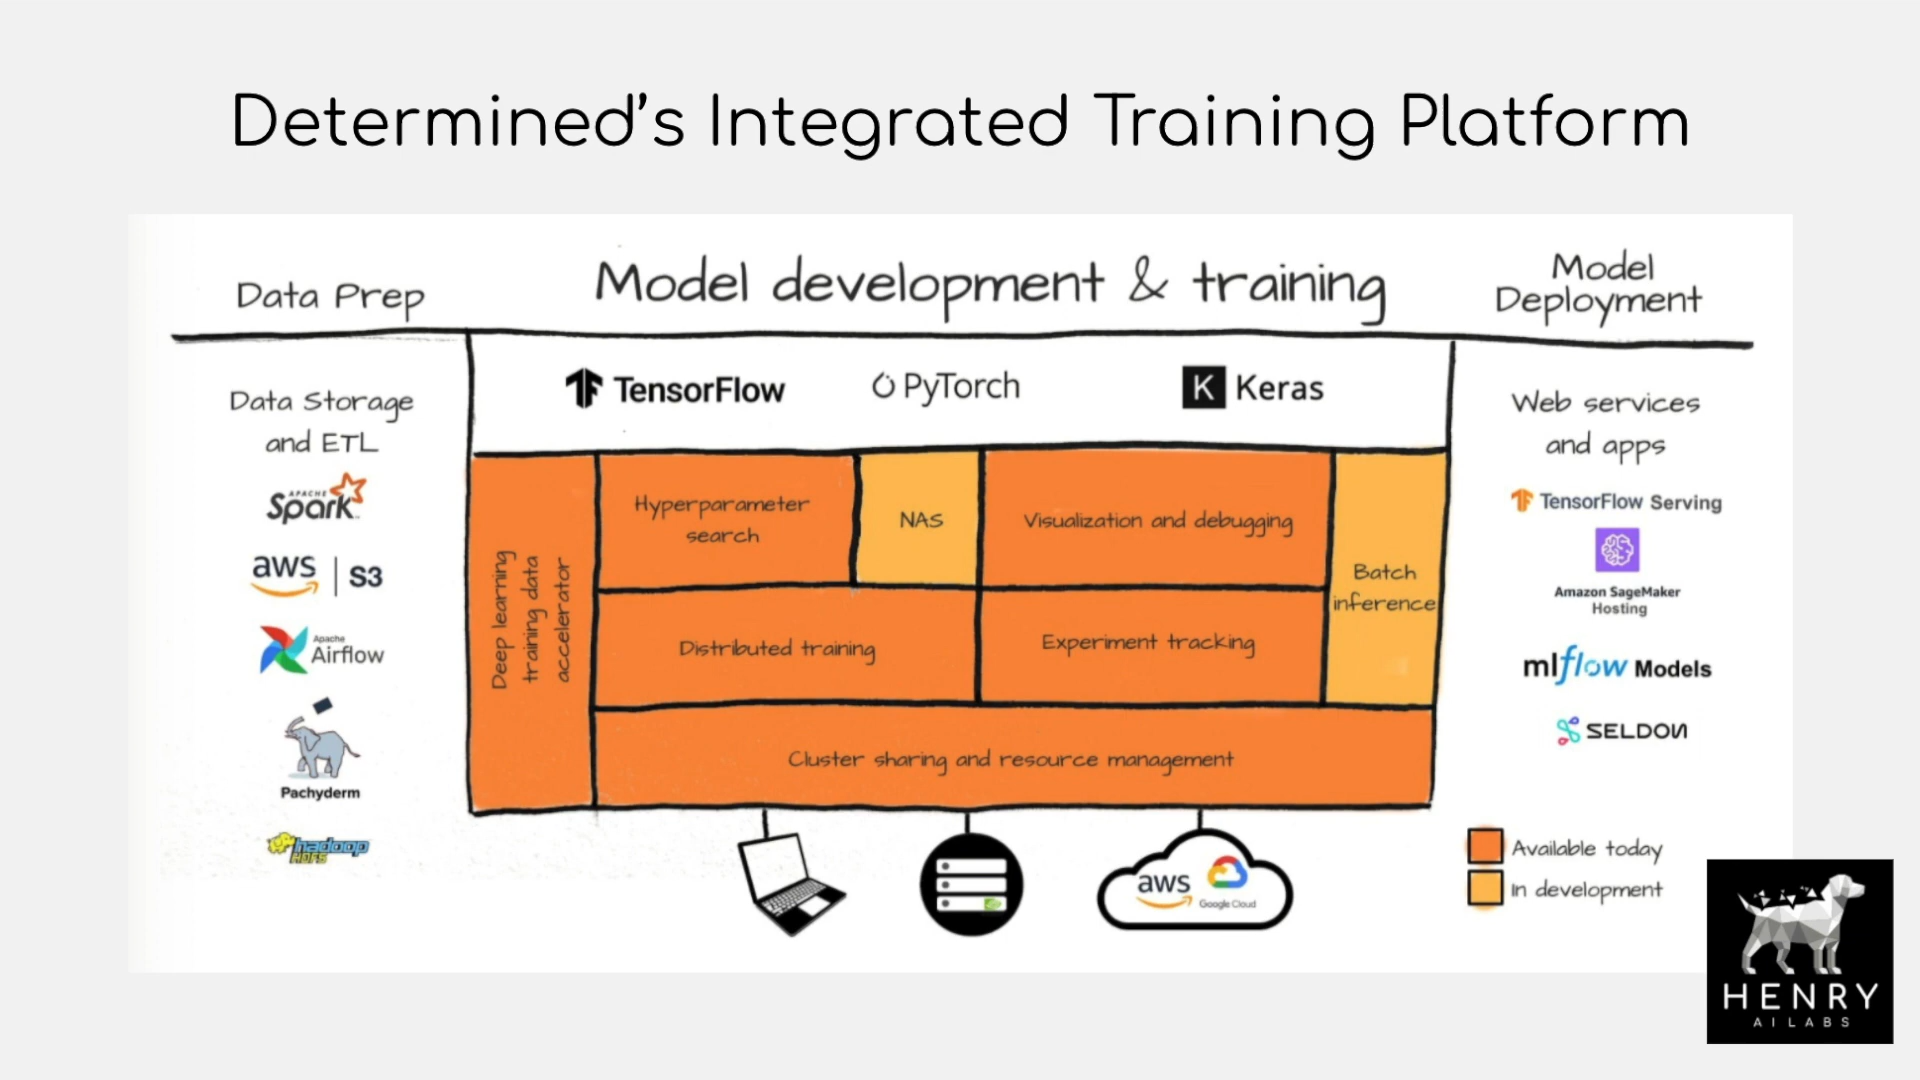 Determined's Integrated Training Platform
Data Prep
Model development & training
Model
Deployment
Data Storage
and ETL
APACHE
Spark
aws | S3
Apache
Airflow
Pachyderm
hadoop
HDFS
TensorFlow
PyTorch
K Keras
Deep learning
training data
accelerator
Hyperparameter
search
NAS
Visualization and debugging
Batch
inference
Distributed training
Experiment tracking
Cluster sharing and resource management
aws
Google Cloud
Web services
and apps
TensorFlow Serving
Amazon SageMaker
Hosting
mlflow Models
SELDON
Available today
In development
HENRY
AI LABS